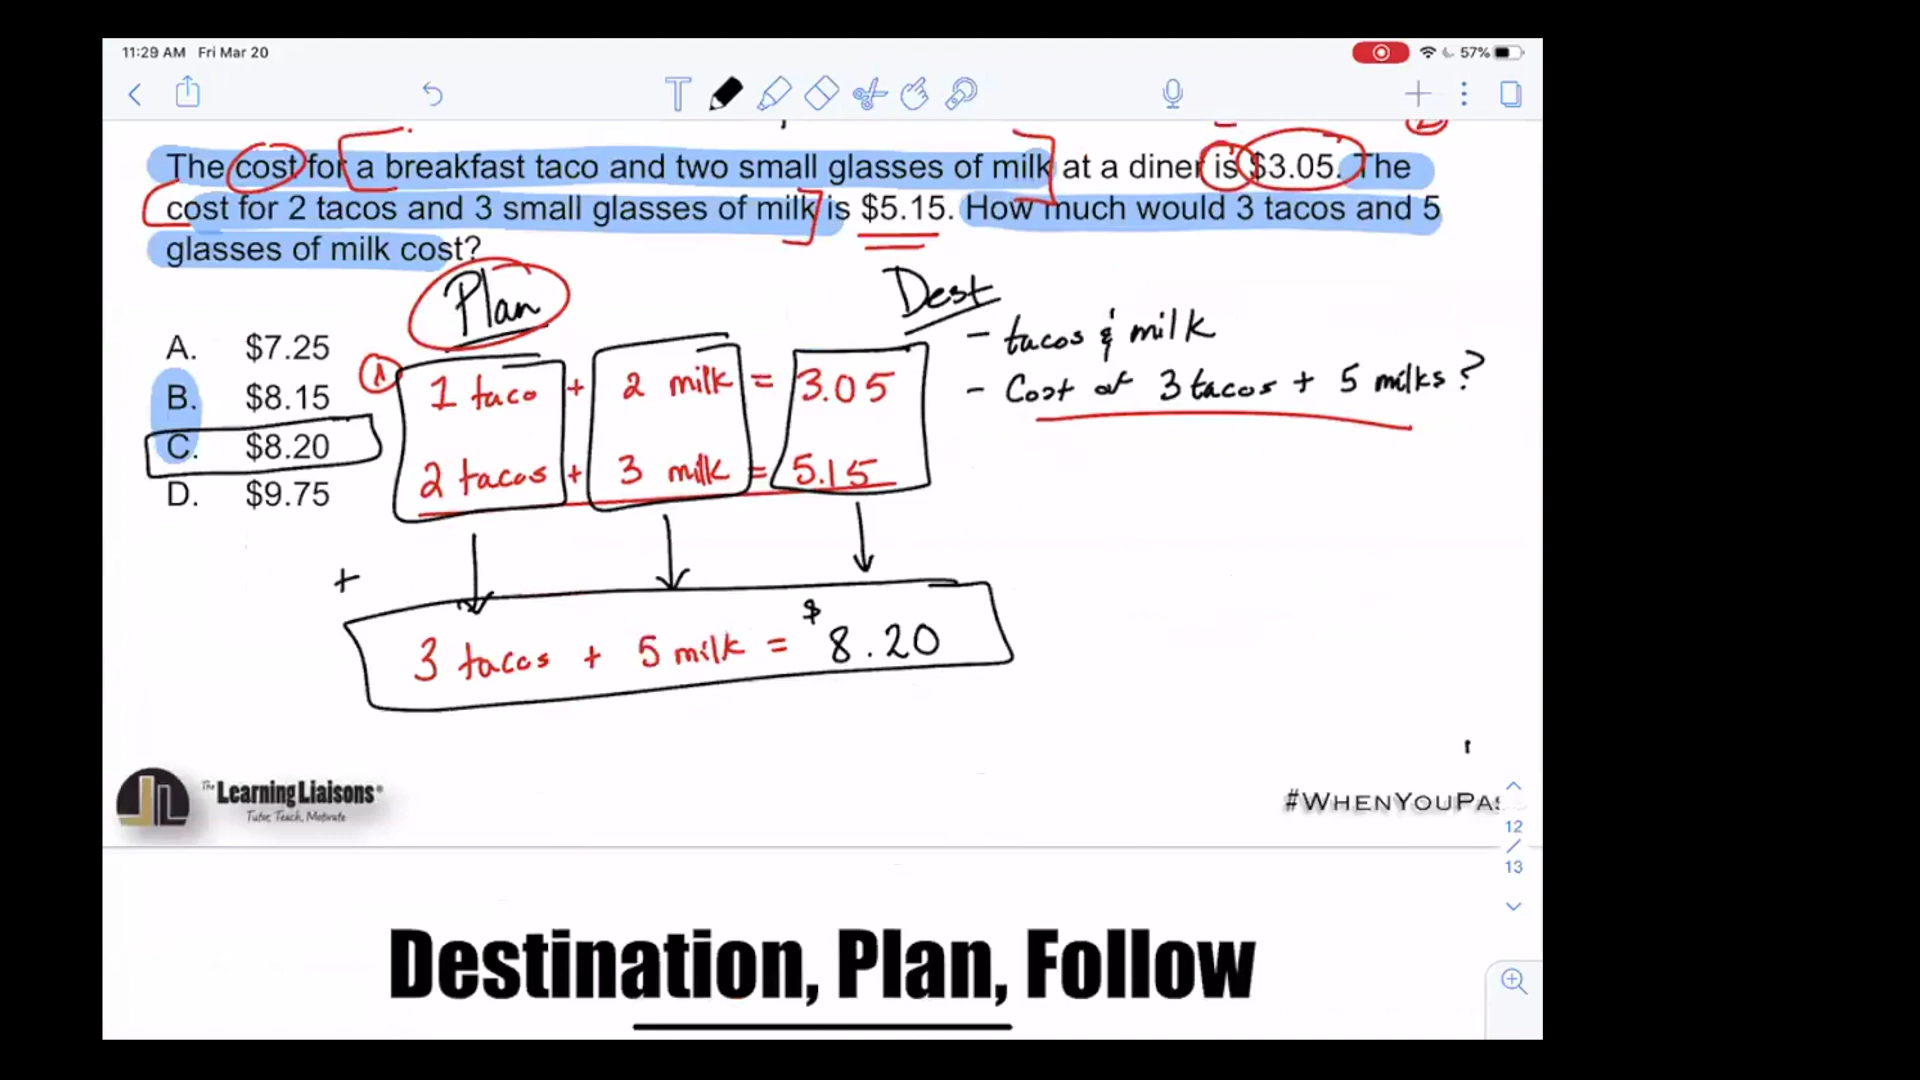 11:29 AM Fri Mar 20
57%
The cost for a breakfast taco and two small glasses of milk at a diner is $3.05. The
cost for 2 tacos and 3 small glasses of milk is $5.15. How much would 3 tacos and 5
glasses of milk cost?
Plan
Dest
- tacos & milk
- Cost of 3 tacos + 5 milks?
A. $7.25
B. $8.15
C. $8.20
D. $9.75
1 taco + 2 milk = 3.05
2 tacos + 3 milk = 5.15
+
3 tacos + 5 milk = $8.20
The Learning Liaisons®
Tutor, Teach, Motivate
#WHENYOUPAS
12
/
13
Destination, Plan, Follow